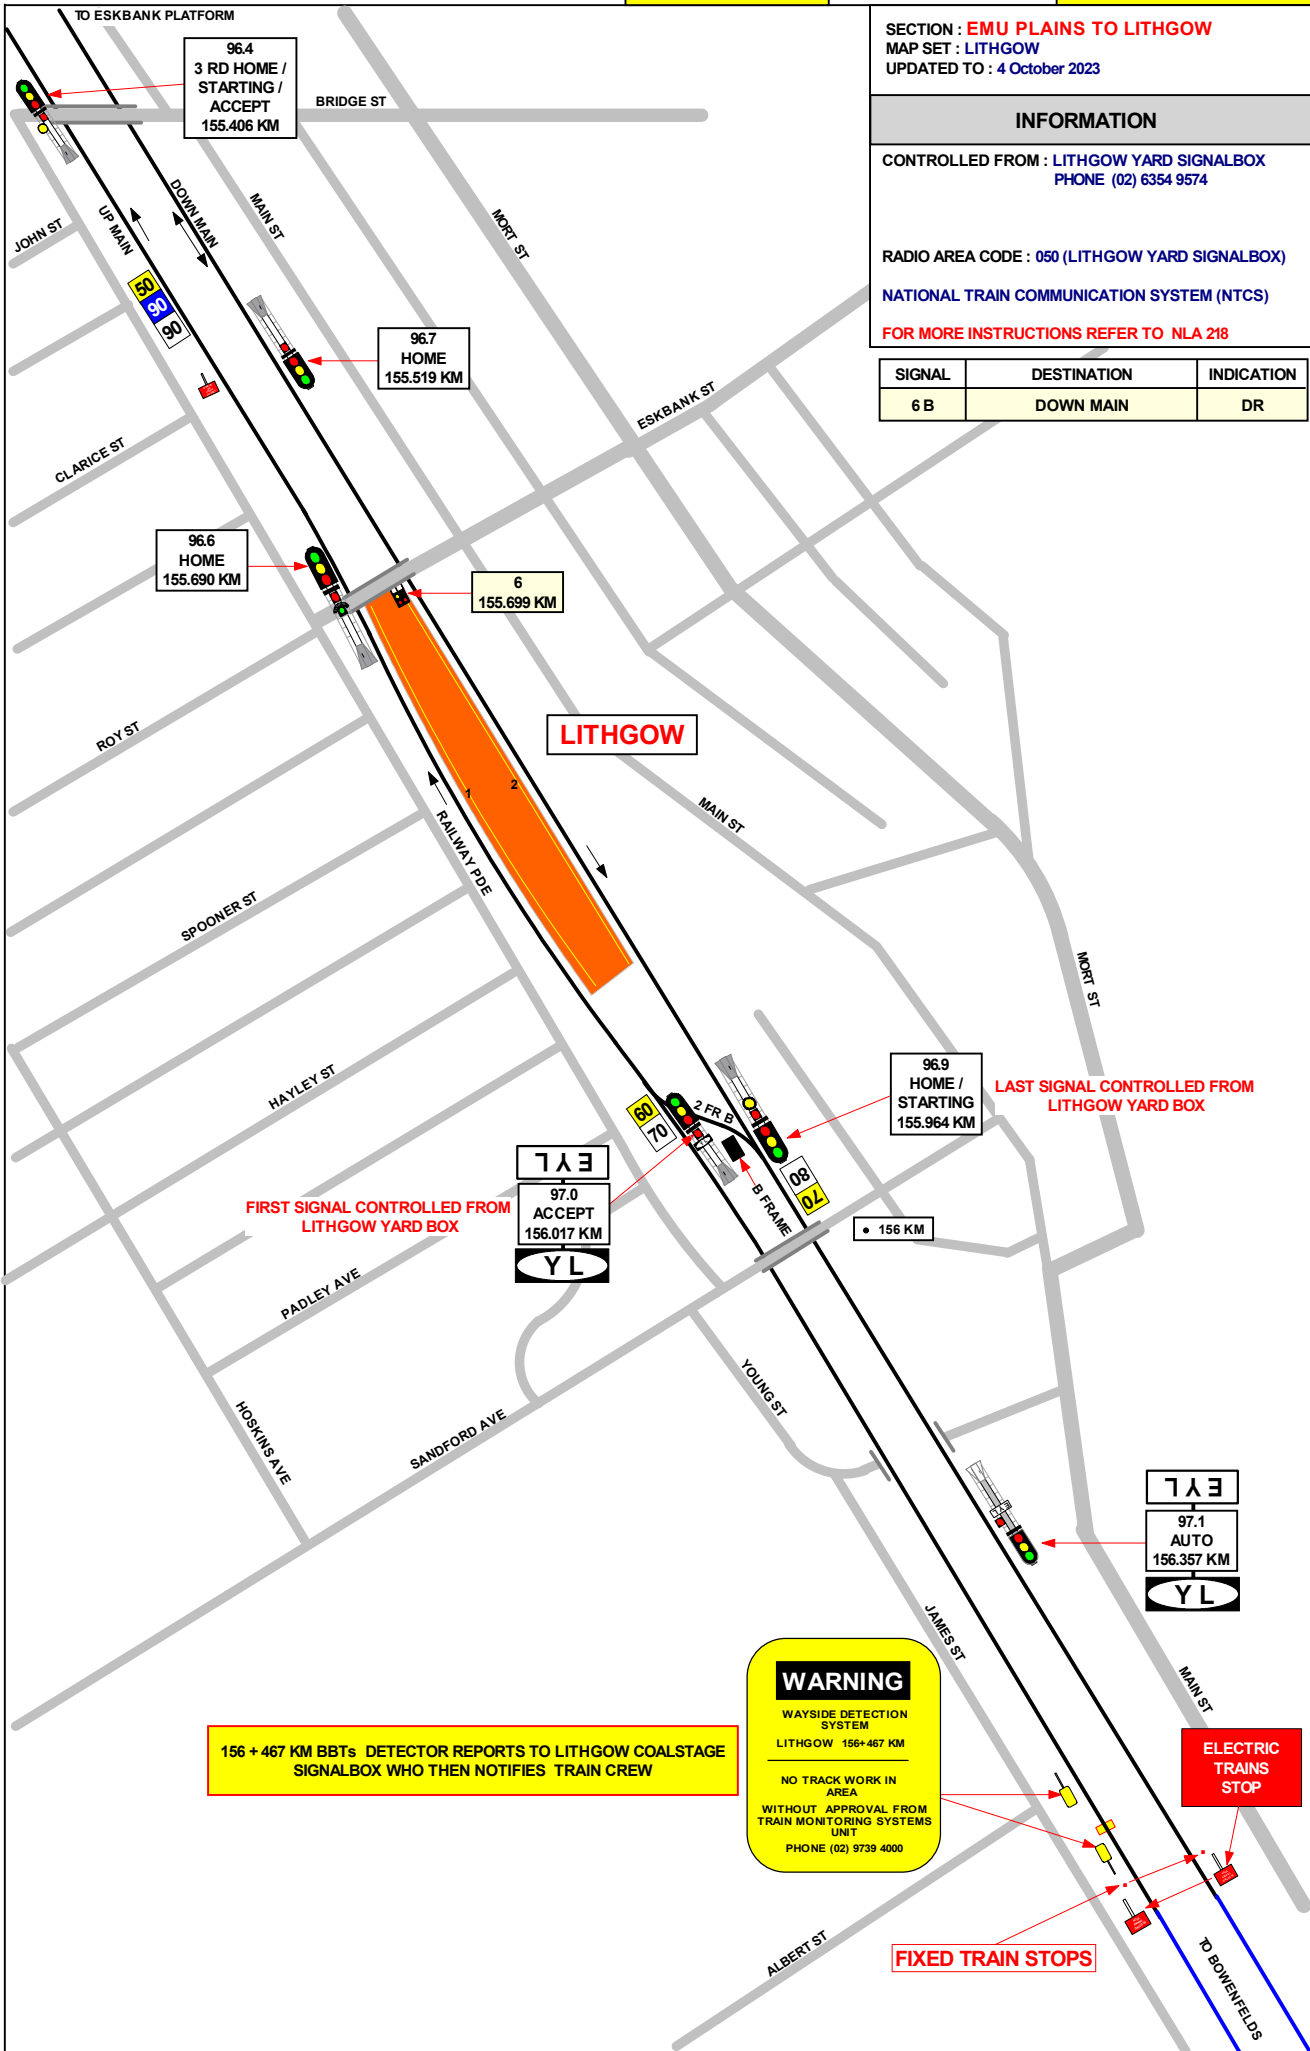 TO ESKBANK PLATFORM
SECTION : EMU PLAINS TO LITHGOW
MAP SET : LITHGOW
UPDATED TO : 4 October 2023
INFORMATION
CONTROLLED FROM : LITHGOW YARD SIGNALBOX
PHONE (02) 6354 9574
RADIO AREA CODE : 050 (LITHGOW YARD SIGNALBOX)
NATIONAL TRAIN COMMUNICATION SYSTEM (NTCS)
FOR MORE INSTRUCTIONS REFER TO NLA 218
SIGNAL DESTINATION INDICATION
6 B DOWN MAIN DR
96.4
3 RD HOME /
STARTING /
ACCEPT
155.406 KM
BRIDGE ST
JOHN ST
UP MAIN
DOWN MAIN
MAIN ST
MORT ST
50
90
90
96.7
HOME
155.519 KM
ESKBANK ST
CLARICE ST
96.6
HOME
155.690 KM
6
155.699 KM
ROY ST
LITHGOW
1
2
RAILWAY PDE
MAIN ST
SPOONER ST
MORT ST
HAYLEY ST
60
70
2 FR B
96.9
HOME /
STARTING
155.964 KM
LAST SIGNAL CONTROLLED FROM
LITHGOW YARD BOX
80
70
B FRAME
EYL
97.0
ACCEPT
156.017 KM
YL
FIRST SIGNAL CONTROLLED FROM
LITHGOW YARD BOX
156 KM
PADLEY AVE
YOUNG ST
HOSKINS AVE
SANDFORD AVE
EYL
97.1
AUTO
156.357 KM
YL
JAMES ST
MAIN ST
WARNING
WAYSIDE DETECTION
SYSTEM
LITHGOW 156+467 KM
NO TRACK WORK IN
AREA
WITHOUT APPROVAL FROM
TRAIN MONITORING SYSTEMS
UNIT
PHONE (02) 9739 4000
156 + 467 KM BBTs DETECTOR REPORTS TO LITHGOW COALSTAGE
SIGNALBOX WHO THEN NOTIFIES TRAIN CREW
ELECTRIC
TRAINS
STOP
ALBERT ST
FIXED TRAIN STOPS
TO BOWENFELDS